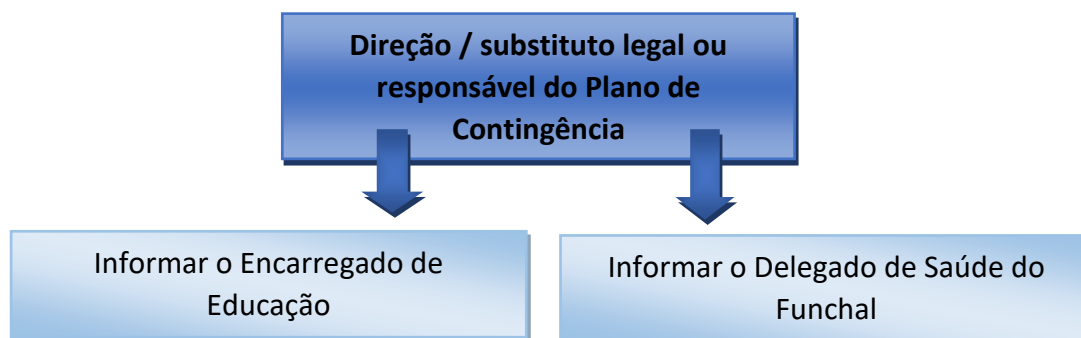 Direção / substituto legal ou
responsável do Plano de
Contingência
Informar o Encarregado de
Educação
Informar o Delegado de Saúde do
Funchal